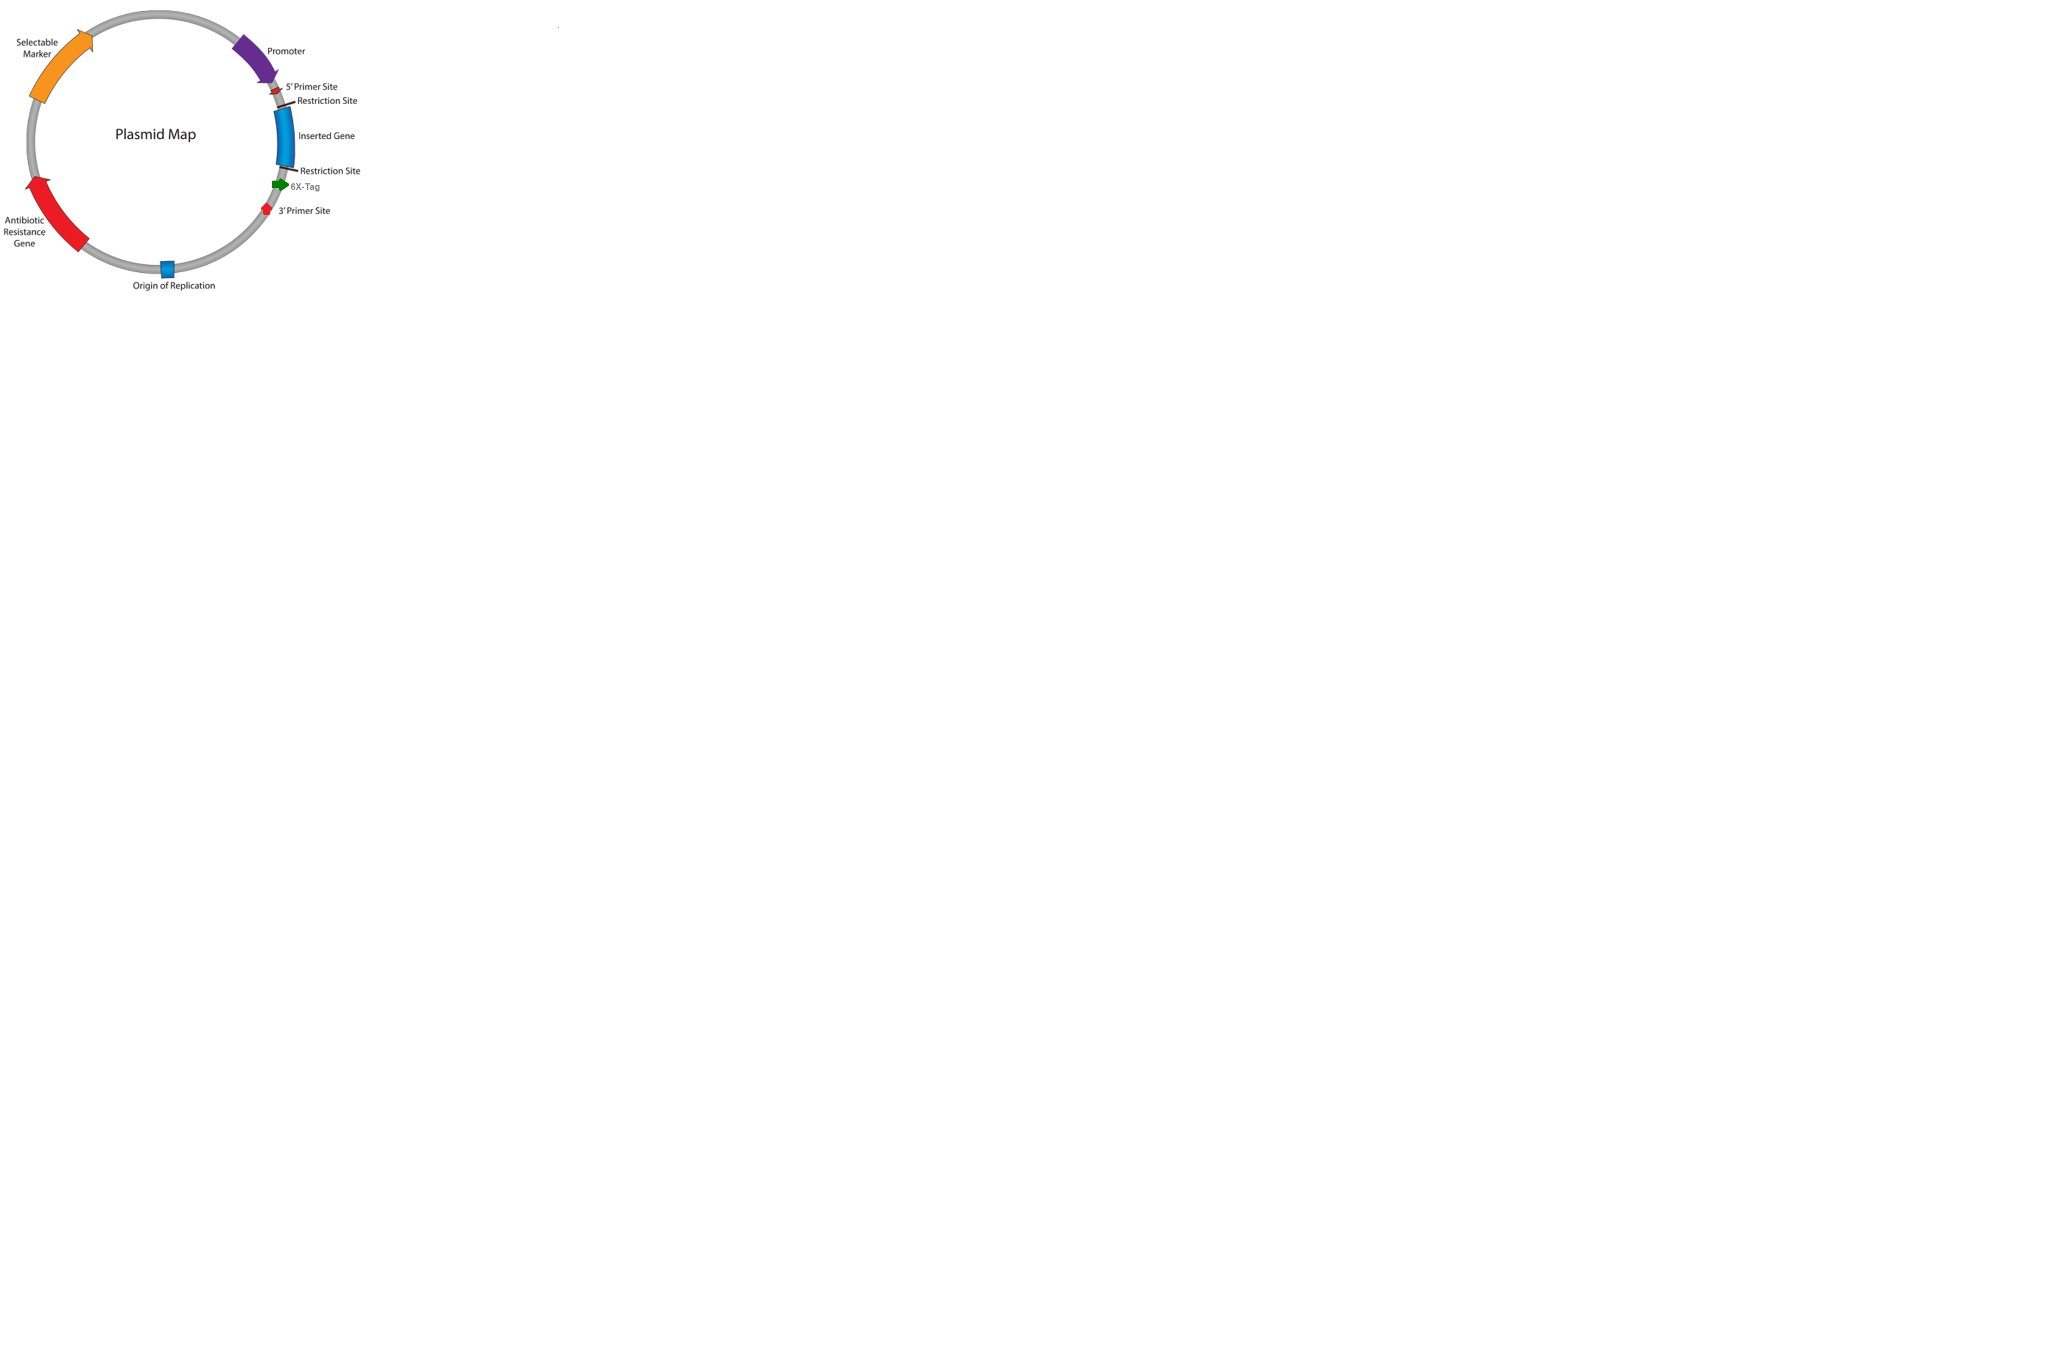 Selectable
Marker
Promoter
5' Primer Site
Restriction Site
Plasmid Map
Inserted Gene
Restriction Site
6X-Tag
3' Primer Site
Antibiotic
Resistance
Gene
Origin of Replication